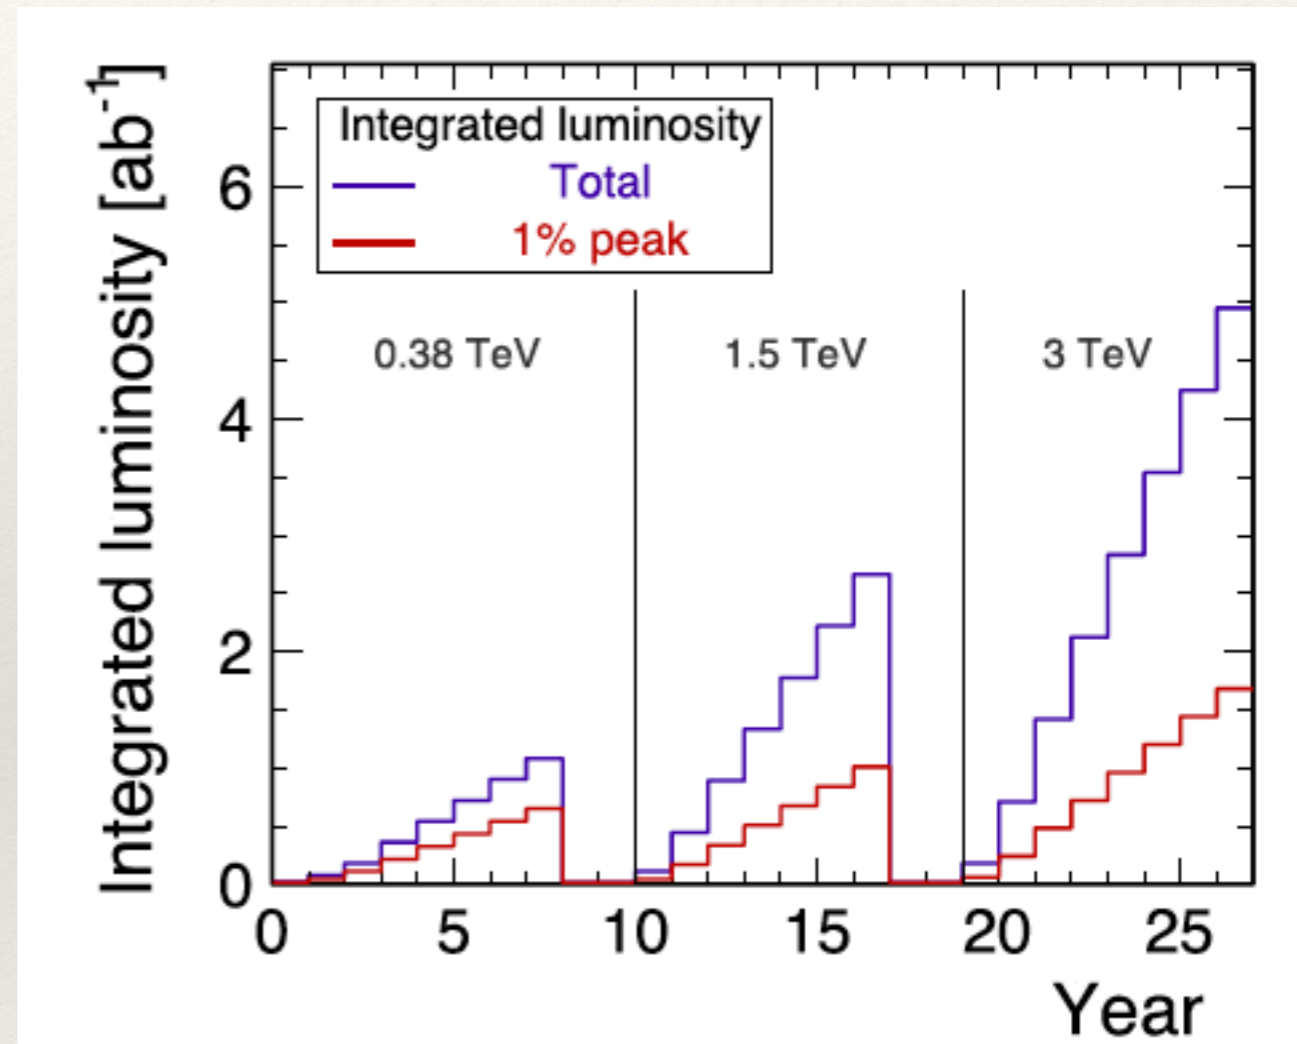 Integrated luminosity [ab⁻¹]
Integrated luminosity
Total
1% peak
0.38 TeV
1.5 TeV
3 TeV
6
4
2
0
0 5 10 15 20 25
Year